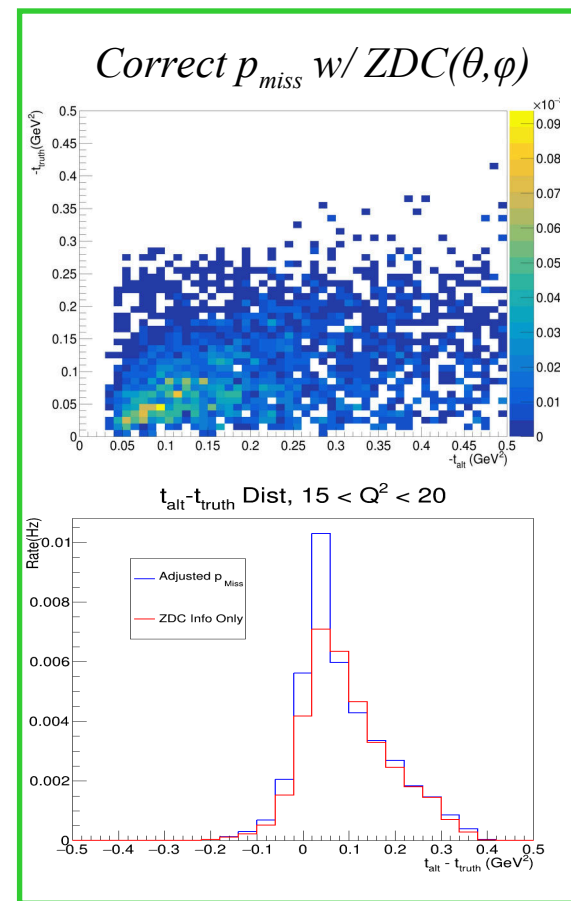 Correct p_miss w/ ZDC(θ,φ)
×10⁻
-t_truth(GeV²)
0.5
0.45
0.4
0.35
0.3
0.25
0.2
0.15
0.1
0.05
0
0 0.05 0.1 0.15 0.2 0.25 0.3 0.35 0.4 0.45 0.5
-t_alt (GeV²)
0.09
0.08
0.07
0.06
0.05
0.04
0.03
0.02
0.01
0
t_alt-t_truth Dist, 15 < Q² < 20
Rate(Hz)
0.01
0.008
0.006
0.004
0.002
0
Adjusted p_Miss
ZDC Info Only
−0.5 −0.4 −0.3 −0.2 −0.1 0 0.1 0.2 0.3 0.4 0.5
t_alt - t_truth (GeV²)